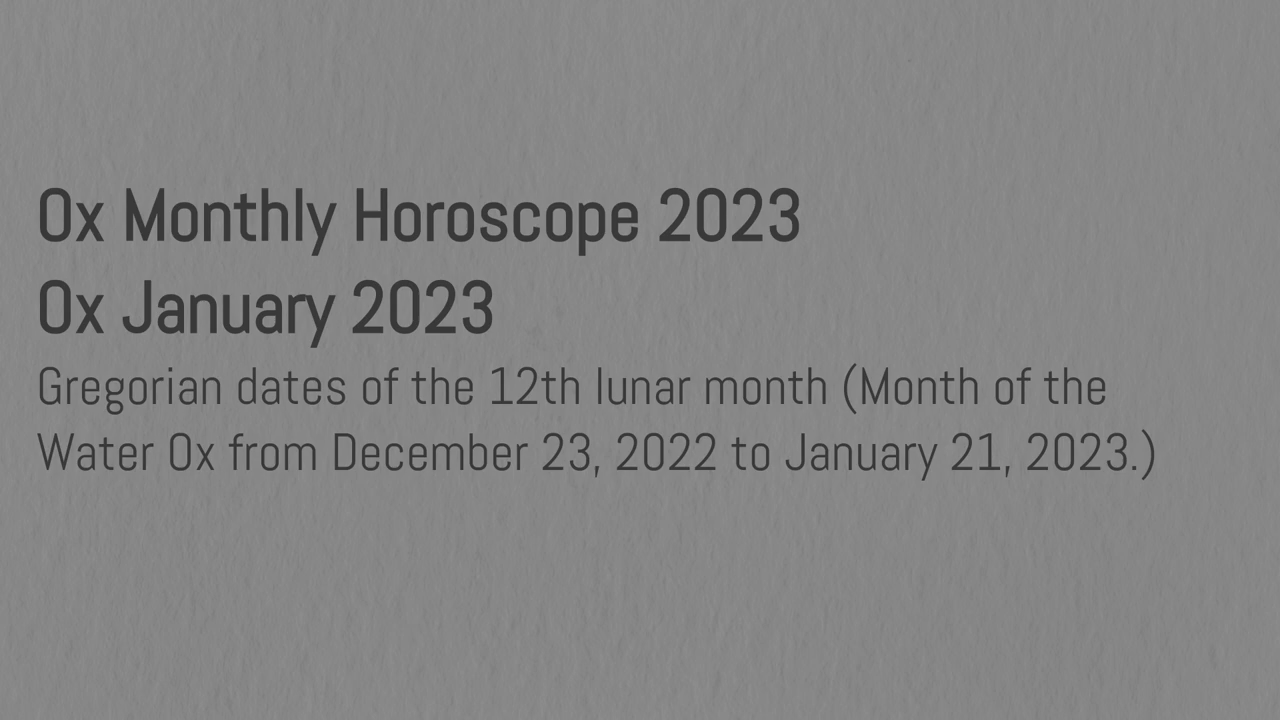 Ox Monthly Horoscope 2023
Ox January 2023
Gregorian dates of the 12th lunar month (Month of the
Water Ox from December 23, 2022 to January 21, 2023.)